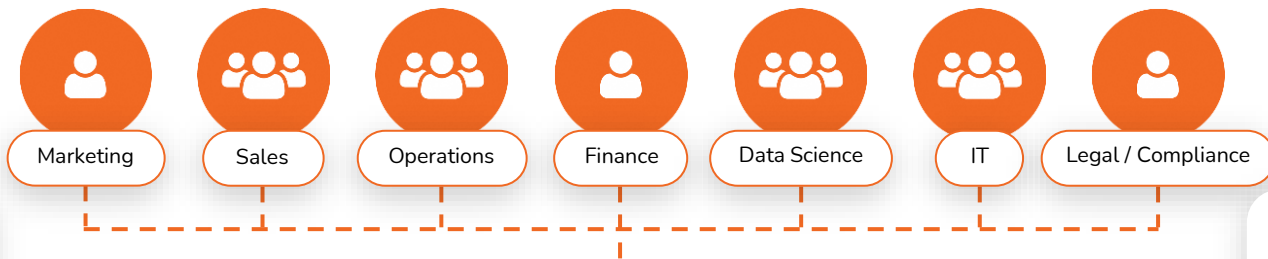 Marketing
Sales
Operations
Finance
Data Science
IT
Legal / Compliance